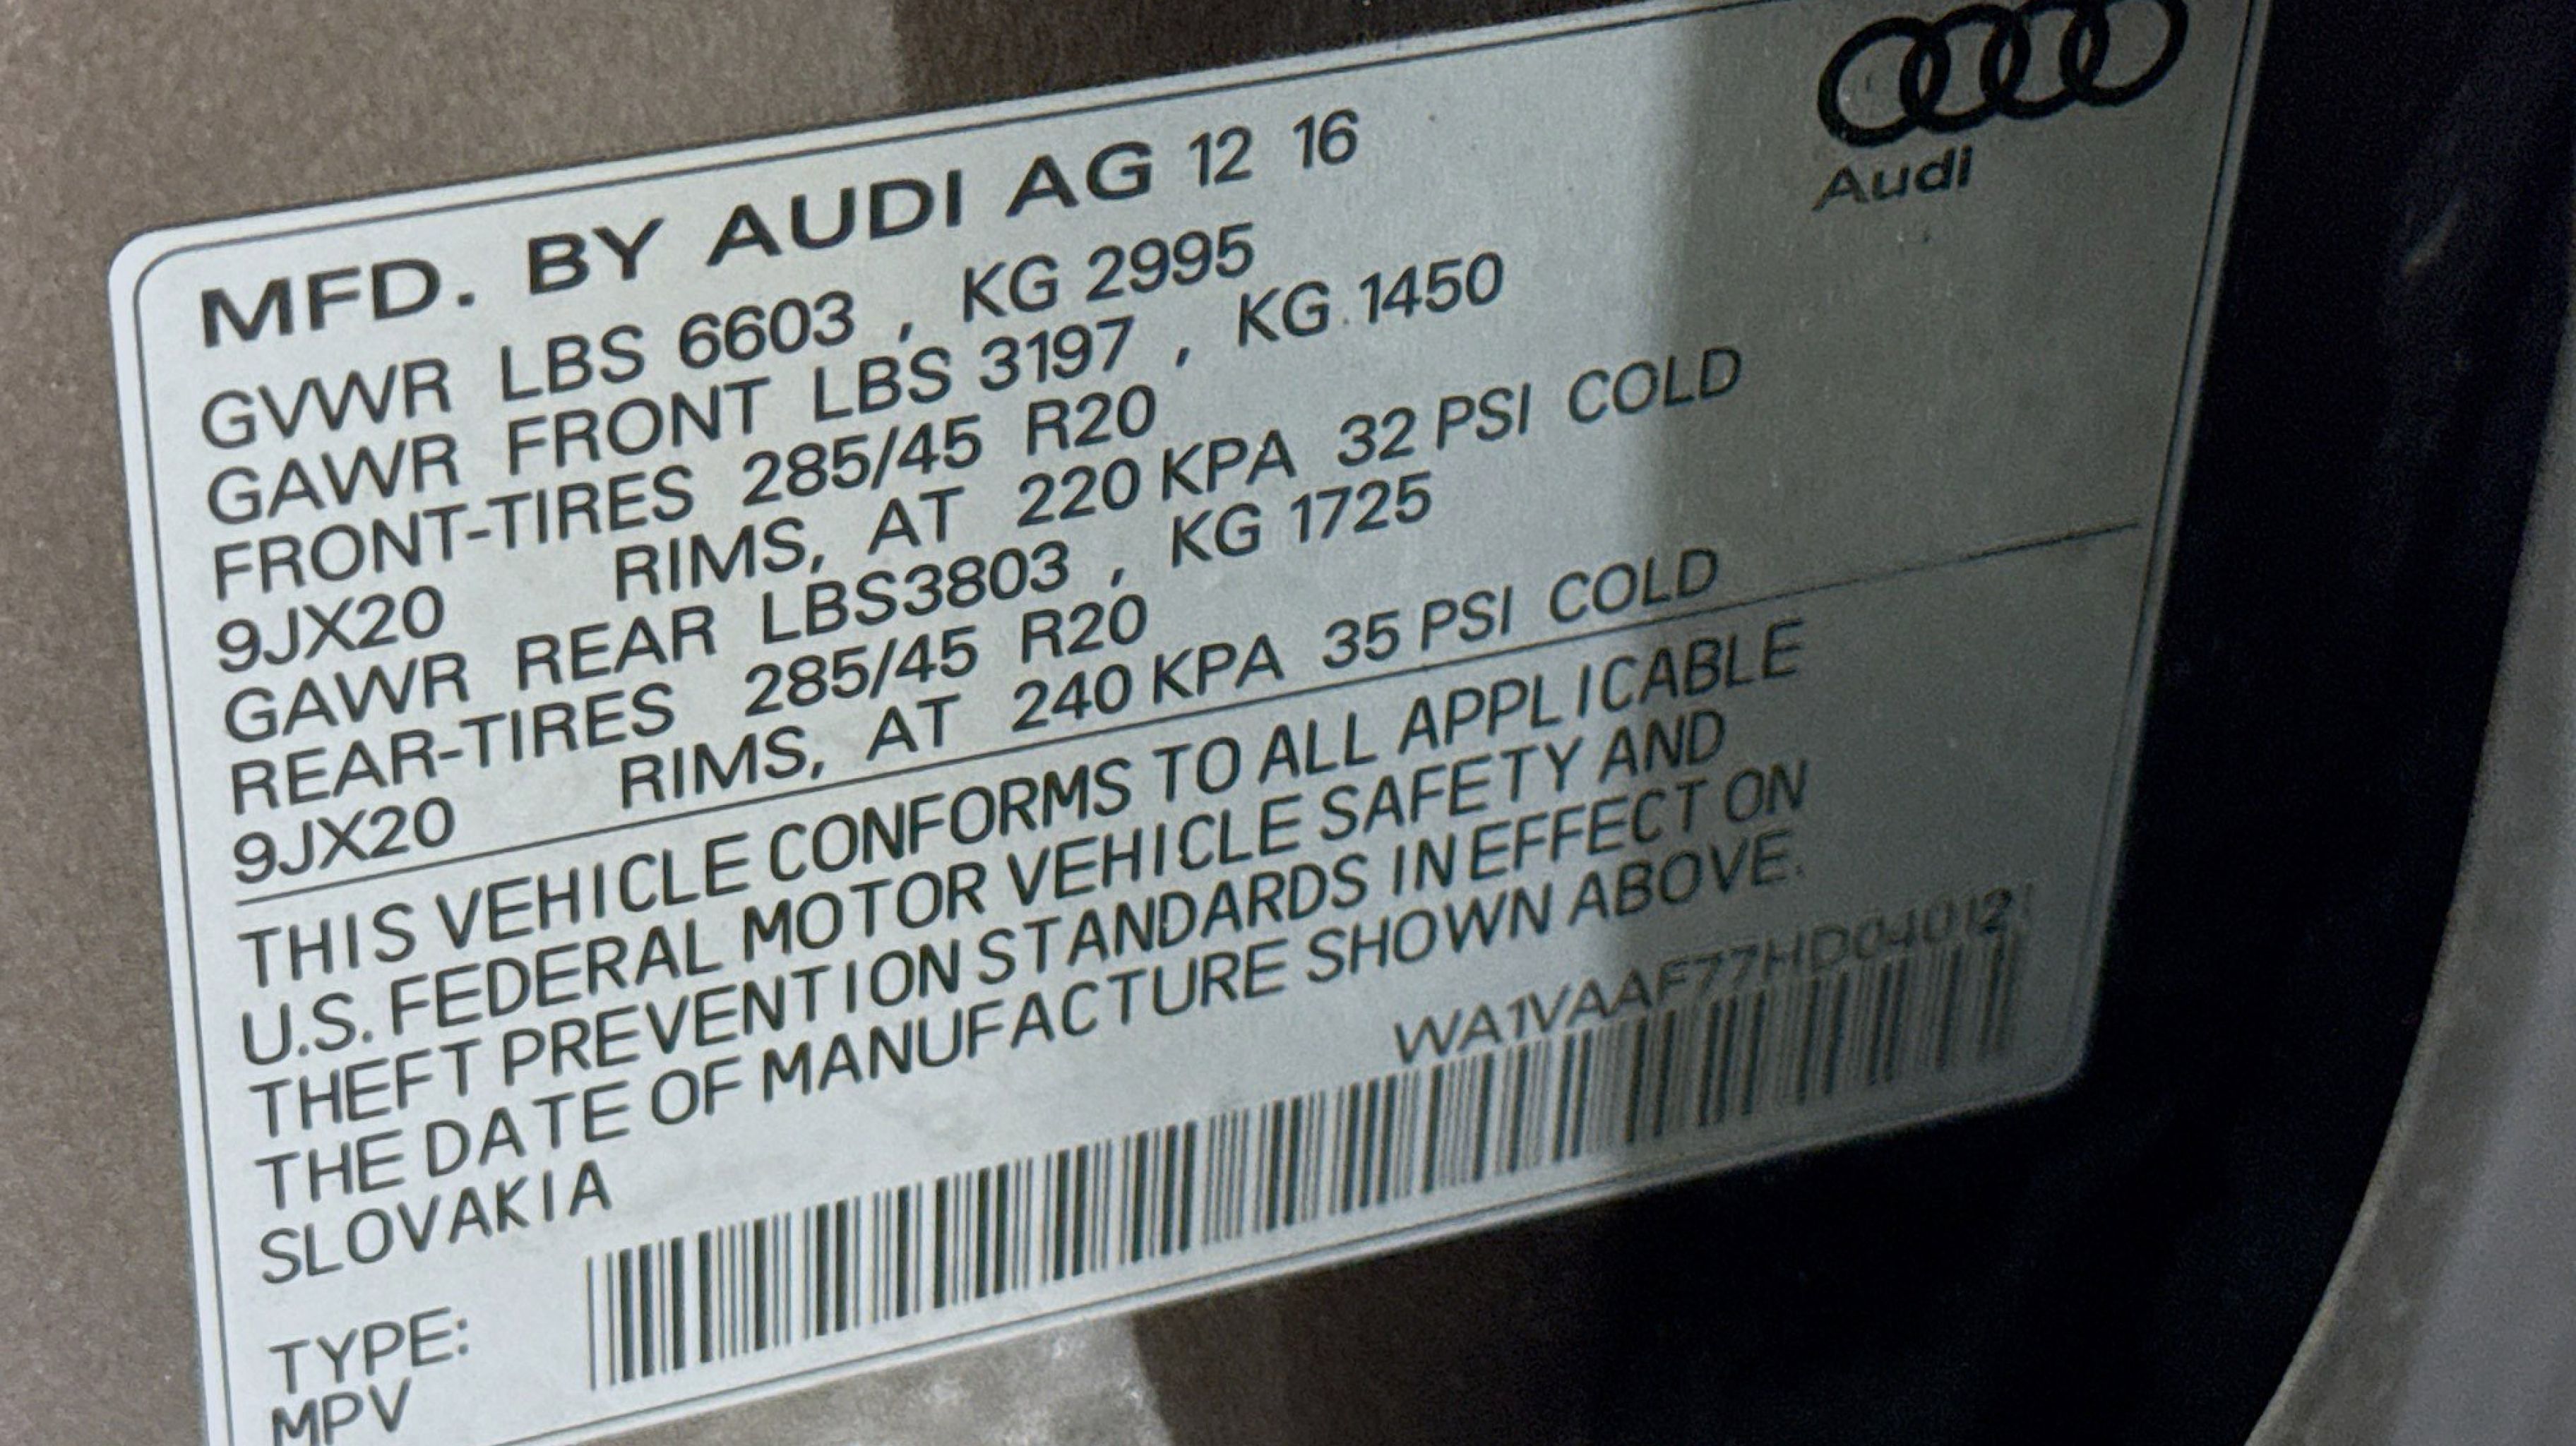 Audi
MFD. BY AUDI AG 12 16
GVWR LBS 6603 , KG 2995
GAWR FRONT LBS 3197 , KG 1450
FRONT-TIRES 285/45 R20
9JX20 RIMS, AT 220 KPA 32 PSI COLD
GAWR REAR LBS3803 , KG 1725
REAR-TIRES 285/45 R20
9JX20 RIMS, AT 240 KPA 35 PSI COLD
THIS VEHICLE CONFORMS TO ALL APPLICABLE
U.S. FEDERAL MOTOR VEHICLE SAFETY AND
THEFT PREVENTION STANDARDS IN EFFECT ON
THE DATE OF MANUFACTURE SHOWN ABOVE.
SLOVAKIA
TYPE:
MPV